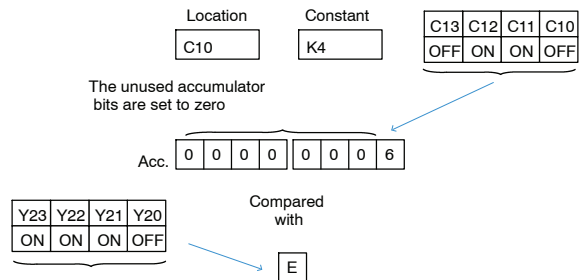 Location Constant
C10 K4
C13 C12 C11 C10
OFF ON ON OFF
The unused accumulator
bits are set to zero
Acc. 0 0 0 0 0 0 0 6
Compared
with
Y23 Y22 Y21 Y20
ON ON ON OFF
E